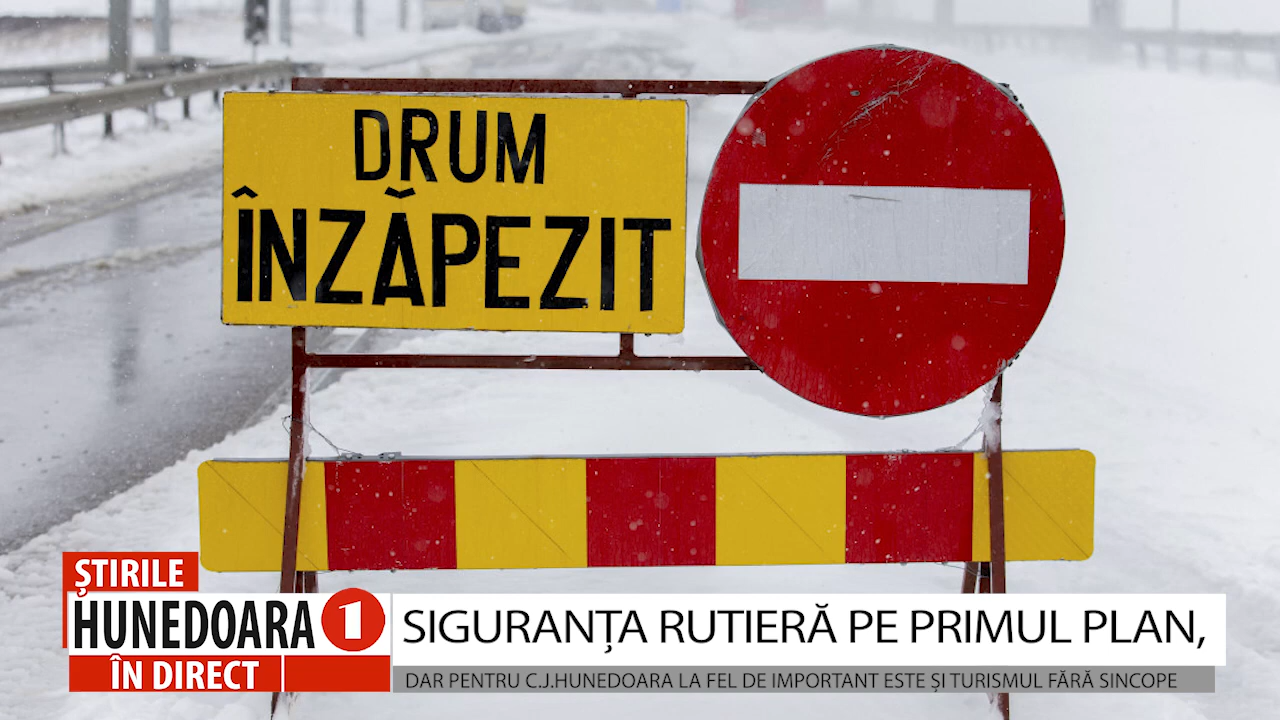 DRUM
ÎNZĂPEZIT
ȘTIRILE
HUNEDOARA 1
ÎN DIRECT
SIGURANȚA RUTIERĂ PE PRIMUL PLAN,
DAR PENTRU C.J.HUNEDOARA LA FEL DE IMPORTANT ESTE ȘI TURISMUL FĂRĂ SINCOPE